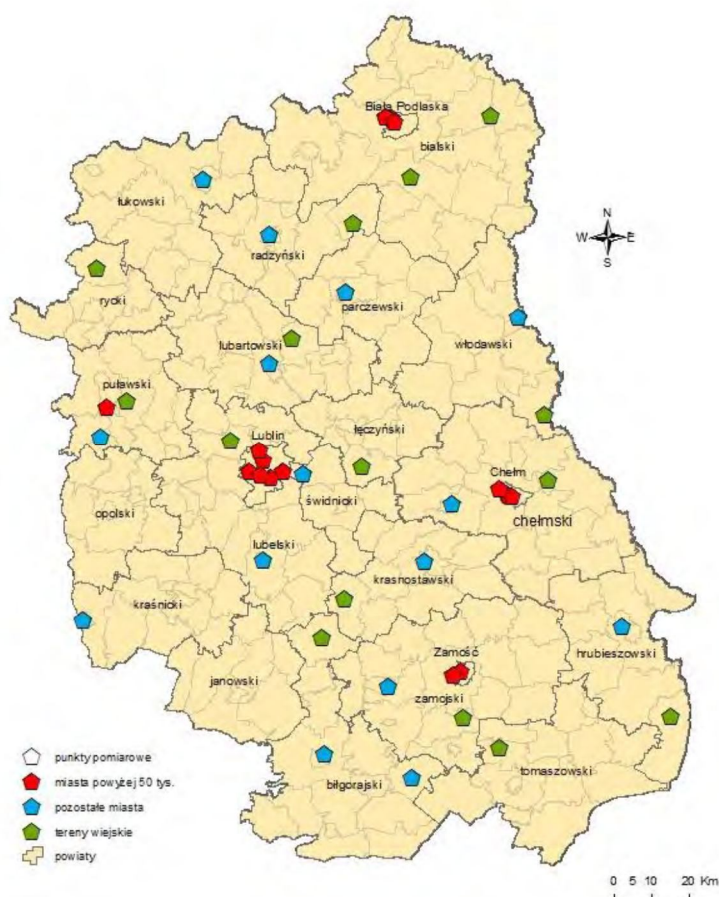 Biała Podlaska
bialski
łukowski
N
W E
S
radzyński
rycki
parczewski
lubartowski
włodawski
puławski
łęczyński
Lublin
Chełm
świdnicki
opolski
chełmski
lubelski
krasnostawski
kraśnicki
Zamość
hrubieszowski
janowski
zamojski
punkty pomiarowe
tomaszowski
miasta powyżej 50 tys.
biłgorajski
pozostałe miasta
tereny wiejskie
powiaty
0 5 10 20 Km